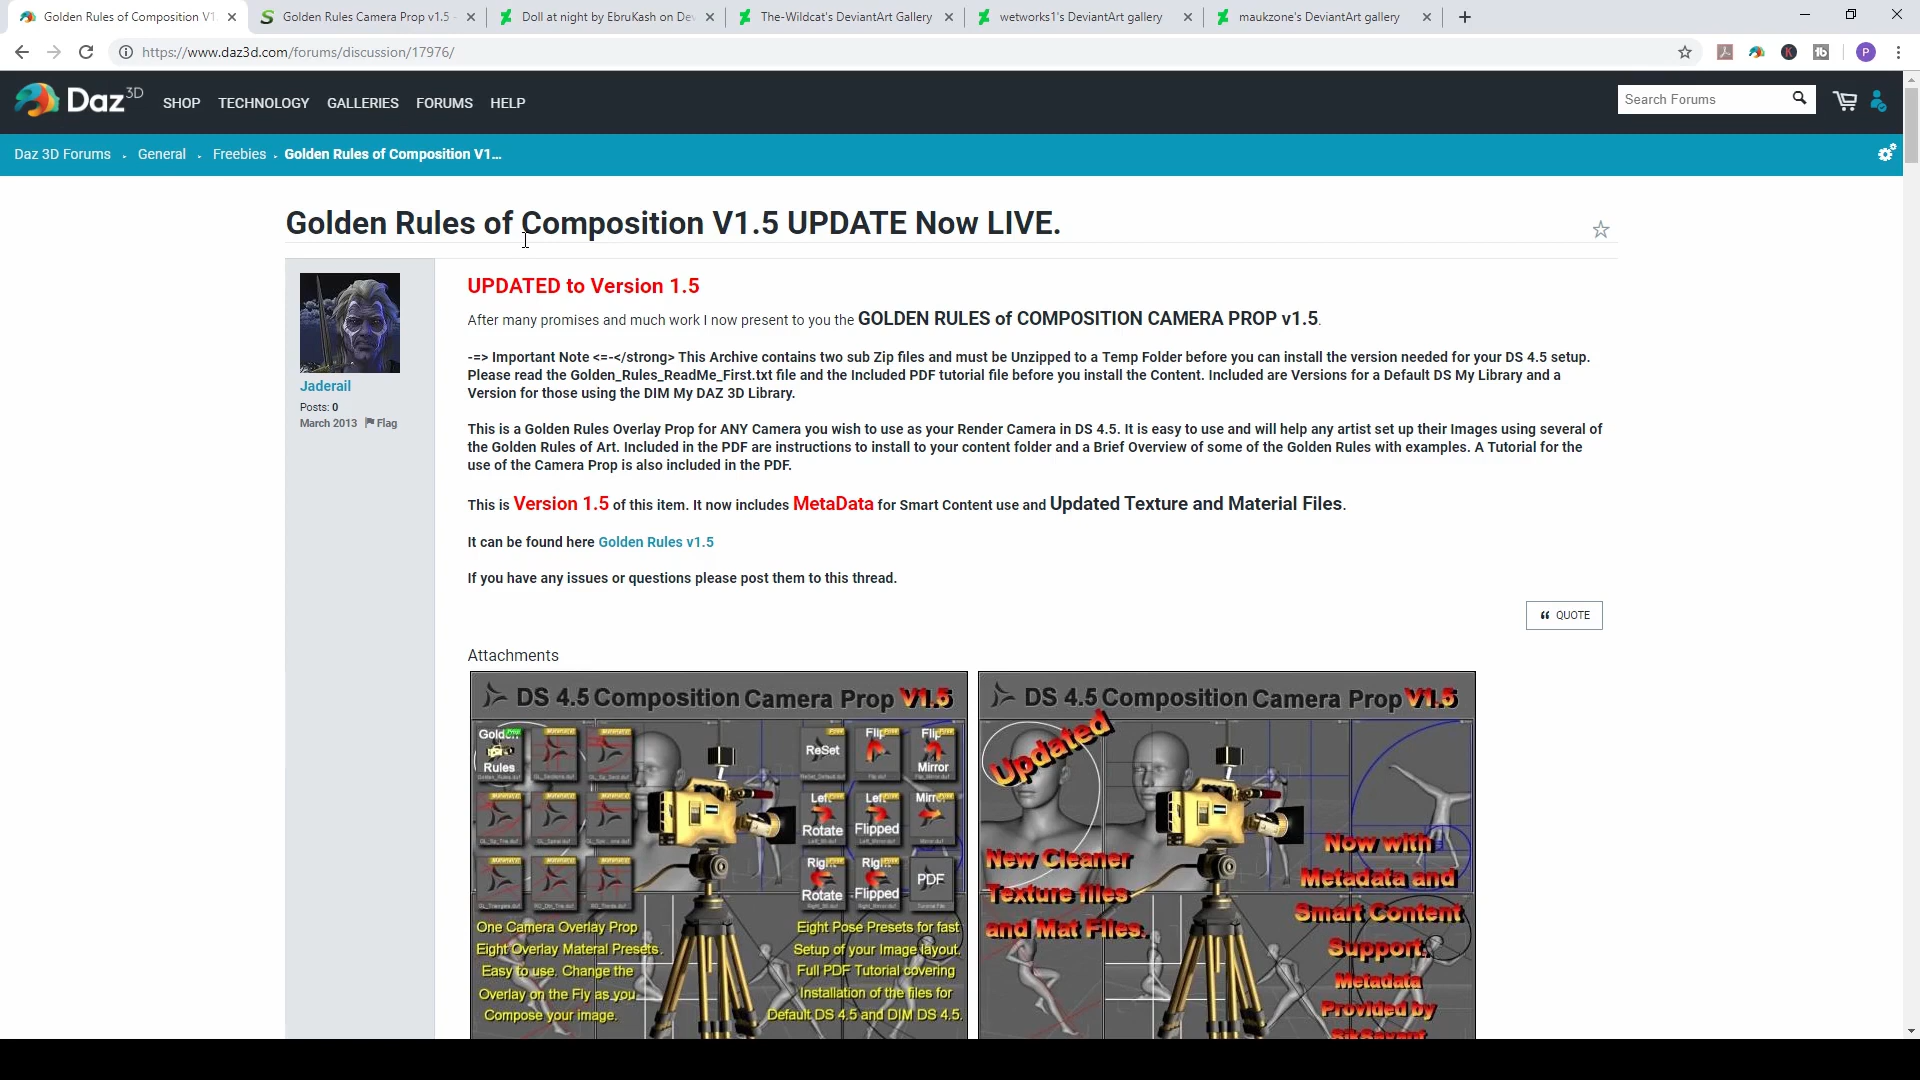 Golden Rules of Composition V1
Golden Rules Camera Prop v1.5 -
Doll at night by EbruKash on De
The-Wildcat's DeviantArt Gallery
wetworks1's DeviantArt gallery
maukzone's DeviantArt gallery
https://www.daz3d.com/forums/discussion/17976/
Daz 3D
SHOP TECHNOLOGY GALLERIES FORUMS HELP
Search Forums
Daz 3D Forums General Freebies Golden Rules of Composition V1...
Golden Rules of Composition V1.5 UPDATE Now LIVE.
Jaderail
Posts: 0
March 2013 Flag
UPDATED to Version 1.5
After many promises and much work I now present to you the GOLDEN RULES of COMPOSITION CAMERA PROP v1.5.
-=> Important Note <=-</strong> This Archive contains two sub Zip files and must be Unzipped to a Temp Folder before you can install the version needed for your DS 4.5 setup.
Please read the Golden_Rules_ReadMe_First.txt file and the Included PDF tutorial file before you install the Content. Included are Versions for a Default DS My Library and a
Version for those using the DIM My DAZ 3D Library.
This is a Golden Rules Overlay Prop for ANY Camera you wish to use as your Render Camera in DS 4.5. It is easy to use and will help any artist set up their Images using several of
the Golden Rules of Art. Included in the PDF are instructions to install to your content folder and a Brief Overview of some of the Golden Rules with examples. A Tutorial for the
use of the Camera Prop is also included in the PDF.
This is Version 1.5 of this item. It now includes MetaData for Smart Content use and Updated Texture and Material Files.
It can be found here Golden Rules v1.5
If you have any issues or questions please post them to this thread.
QUOTE
Attachments
DS 4.5 Composition Camera Prop V1.5
Golden
Rules
ReSet
Flip
Flip
Mirror
Left
Rotate
Left
Flipped
Mirror
Right
Rotate
Right
Flipped
PDF
One Camera Overlay Prop
Eight Overlay Materal Presets.
Easy to use. Change the
Overlay on the Fly as you
Compose your image.
Eight Pose Presets for fast
Setup of your Image layout.
Full PDF Tutorial covering
Installation of the files for
Default DS 4.5 and DIM DS 4.5.
DS 4.5 Composition Camera Prop V1.5
Updated
New Cleaner
Texture files
and Mat Files.
Now with
Metadata and
Smart Content
Support.
Metadata
Provided by